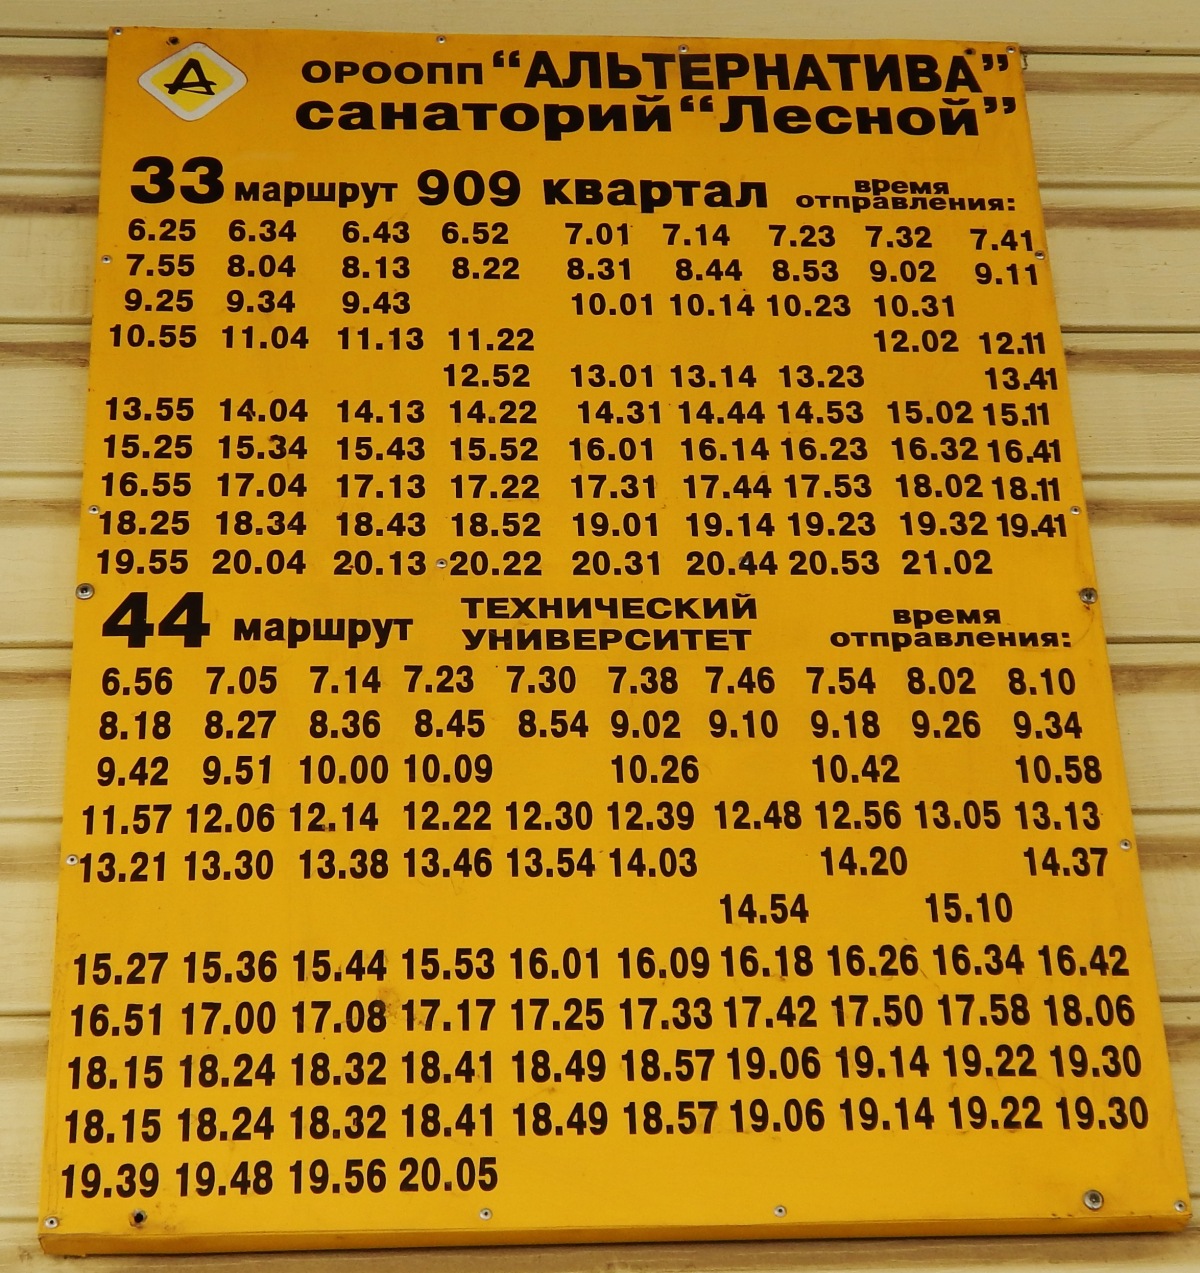 А
ОРООПП "АЛЬТЕРНАТИВА"
санаторий "Лесной"
33 маршрут 909 квартал время отправления:
6.25 6.34 6.43 6.52 7.01 7.14 7.23 7.32 7.41
7.55 8.04 8.13 8.22 8.31 8.44 8.53 9.02 9.11
9.25 9.34 9.43 10.01 10.14 10.23 10.31
10.55 11.04 11.13 11.22 12.02 12.11
12.52 13.01 13.14 13.23 13.41
13.55 14.04 14.13 14.22 14.31 14.44 14.53 15.02 15.11
15.25 15.34 15.43 15.52 16.01 16.14 16.23 16.32 16.41
16.55 17.04 17.13 17.22 17.31 17.44 17.53 18.02 18.11
18.25 18.34 18.43 18.52 19.01 19.14 19.23 19.32 19.41
19.55 20.04 20.13 20.22 20.31 20.44 20.53 21.02
44 маршрут ТЕХНИЧЕСКИЙ УНИВЕРСИТЕТ время отправления:
6.56 7.05 7.14 7.23 7.30 7.38 7.46 7.54 8.02 8.10
8.18 8.27 8.36 8.45 8.54 9.02 9.10 9.18 9.26 9.34
9.42 9.51 10.00 10.09 10.26 10.42 10.58
11.57 12.06 12.14 12.22 12.30 12.39 12.48 12.56 13.05 13.13
13.21 13.30 13.38 13.46 13.54 14.03 14.20 14.37
14.54 15.10
15.27 15.36 15.44 15.53 16.01 16.09 16.18 16.26 16.34 16.42
16.51 17.00 17.08 17.17 17.25 17.33 17.42 17.50 17.58 18.06
18.15 18.24 18.32 18.41 18.49 18.57 19.06 19.14 19.22 19.30
18.15 18.24 18.32 18.41 18.49 18.57 19.06 19.14 19.22 19.30
19.39 19.48 19.56 20.05